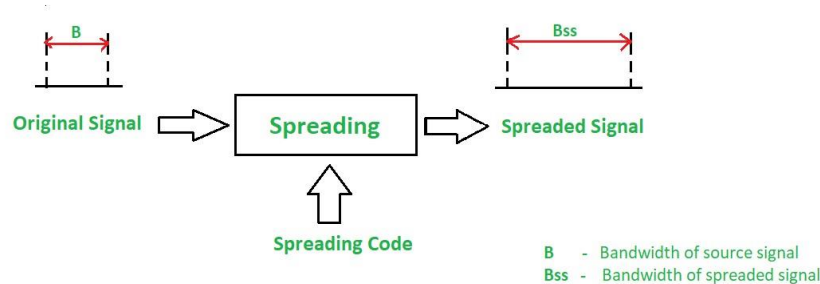 B
Bss
Original Signal
Spreading
Spreaded Signal
Spreading Code
B - Bandwidth of source signal
Bss - Bandwidth of spreaded signal